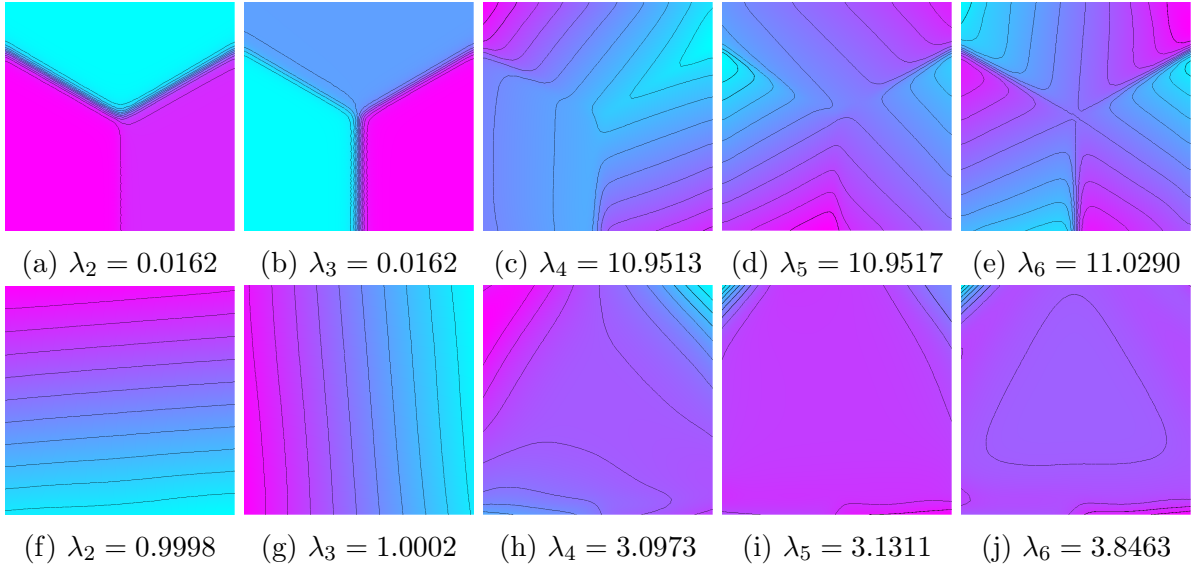 (a) λ₂ = 0.0162 (b) λ₃ = 0.0162 (c) λ₄ = 10.9513 (d) λ₅ = 10.9517 (e) λ₆ = 11.0290
(f) λ₂ = 0.9998 (g) λ₃ = 1.0002 (h) λ₄ = 3.0973 (i) λ₅ = 3.1311 (j) λ₆ = 3.8463